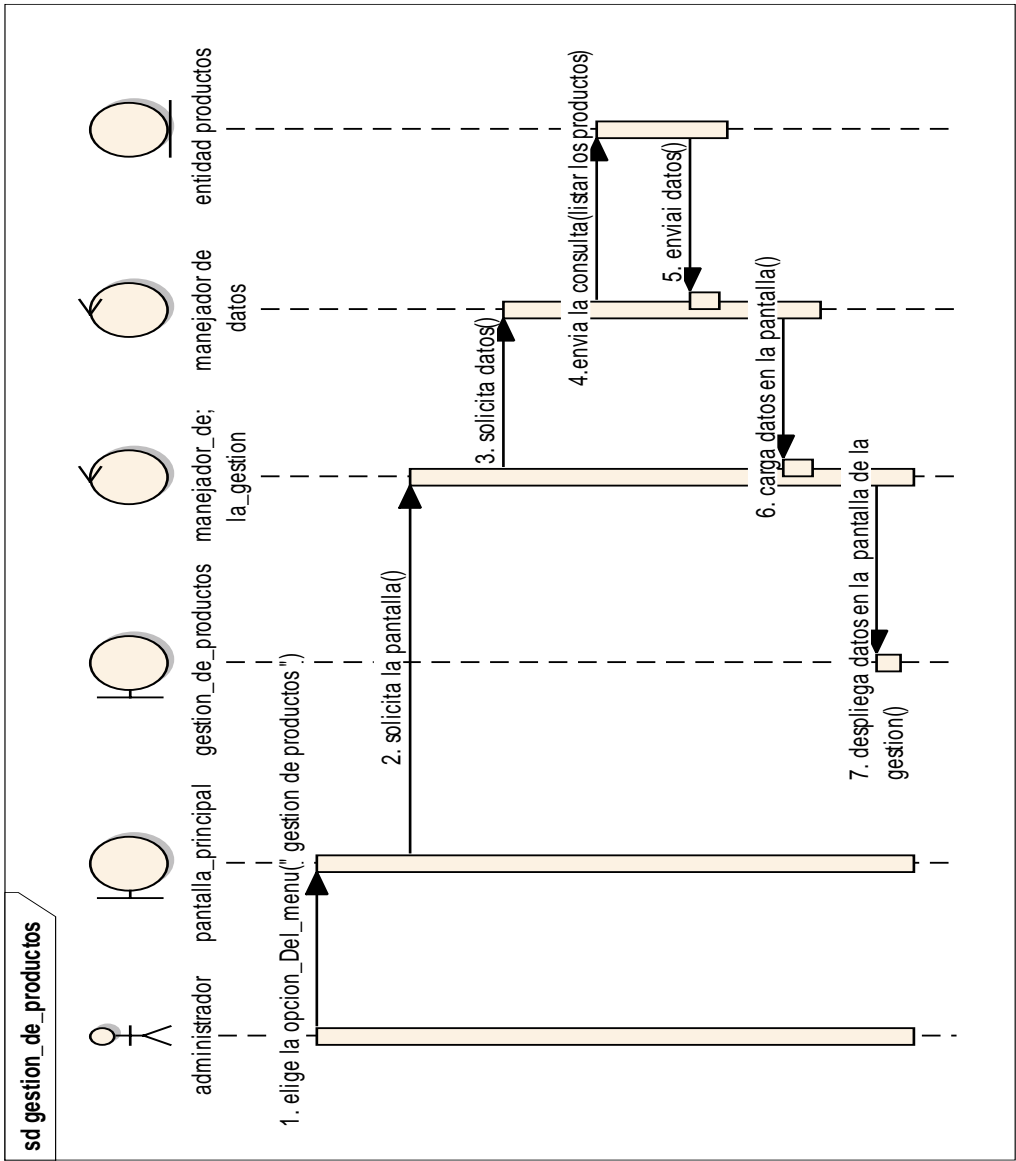 sd gestion_de_productos
administrador
pantalla_principal
gestion_de_productos
manejador_de;
la_gestion
manejador de
datos
entidad productos
1. elige la opcion_Del_menu(" gestion de productos ")
2. solicita la pantalla()
3. solicita datos()
4.envia la consulta(listar los productos)
5. enviai datos()
6. carga datos en la pantalla()
7. despliega datos en la pantalla de la
gestion()